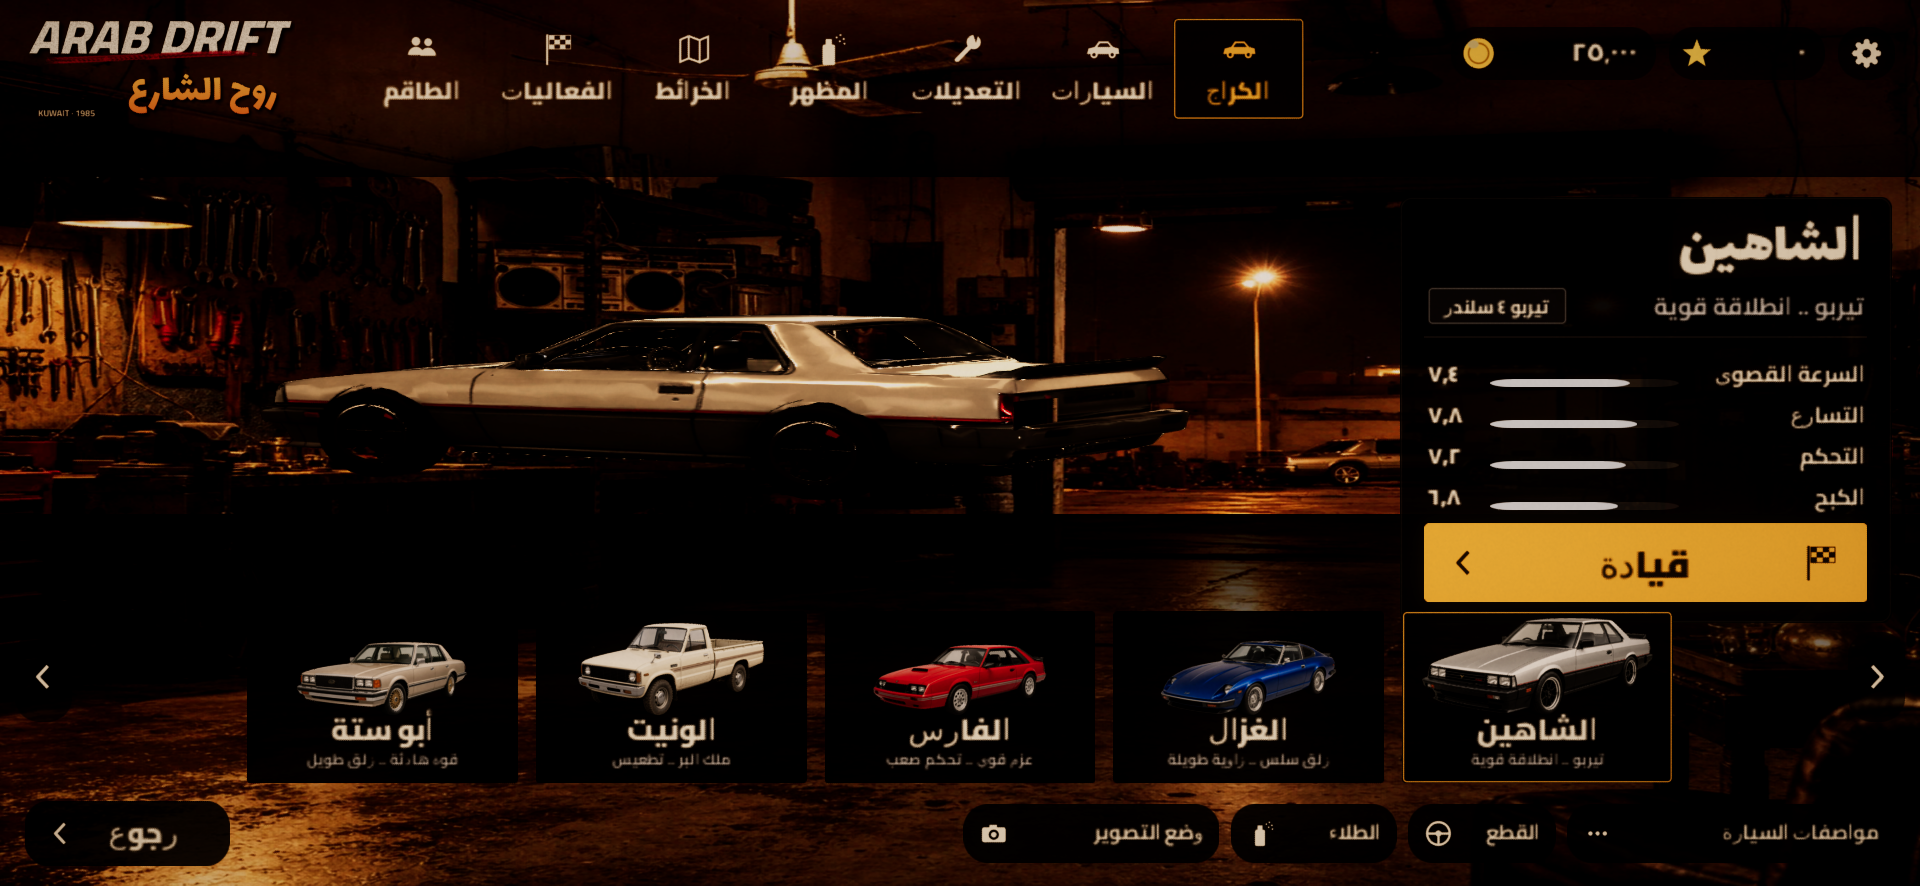 ARAB DRIFT
روح الشارع
KUWAIT · 1985
الكراج
السيارات
التعديلات
المظهر
الخرائط
الفعاليات
الطاقم
٢٥,٠٠٠
٠
الشاهين
تيربو .. انطلاقة قوية
تيربو ٤ سلندر
السرعة القصوى ٧,٤
التسارع ٧,٨
التحكم ٧,٢
الكبح ٦,٨
قيادة
الشاهين
تيربو .. انطلاقة قوية
الغزال
زلق سلس .. زاوية طويلة
الفارس
عزم قوي .. تحكم صعب
الونيت
ملك البر .. تطعيس
أبو ستة
قوة هادئة .. زلق طويل
مواصفات السيارة
القطع
الطلاء
وضع التصوير
رجوع